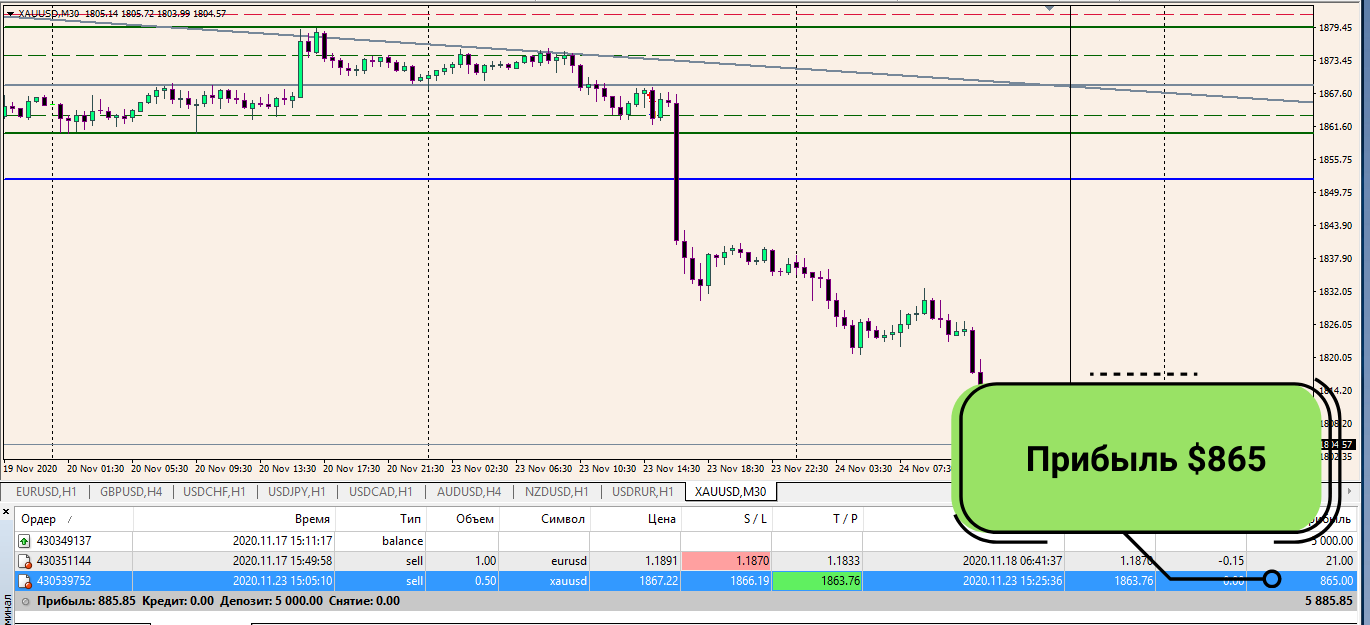 XAUUSD,M30 1805.14 1805.72 1803.99 1804.57
1879.45
1873.45
1867.60
1861.60
1855.75
1849.75
1843.90
1837.90
1832.05
1826.05
1820.05
1814.20
1804.57
19 Nov 2020 20 Nov 01:30 20 Nov 05:30 20 Nov 09:30 20 Nov 13:30 20 Nov 17:30 20 Nov 21:30 23 Nov 02:30 23 Nov 06:30 23 Nov 10:30 23 Nov 14:30 23 Nov 18:30 23 Nov 22:30 24 Nov 03:30 24 Nov 07:30
Прибыль $865
EURUSD,H1 GBPUSD,H4 USDCHF,H1 USDJPY,H1 USDCAD,H1 AUDUSD,H4 NZDUSD,H1 USDRUR,H1 XAUUSD,M30
Ордер / Время Тип Объем Символ Цена S / L T / P
430349137 2020.11.17 15:11:17 balance 5 000.00
430351144 2020.11.17 15:49:58 sell 1.00 eurusd 1.1891 1.1870 1.1833 2020.11.18 06:41:37 1.1870 -0.15 21.00
430539752 2020.11.23 15:05:10 sell 0.50 xauusd 1867.22 1866.19 1863.76 2020.11.23 15:25:36 1863.76 0.00 865.00
Прибыль: 885.85 Кредит: 0.00 Депозит: 5 000.00 Снятие: 0.00 5 885.85